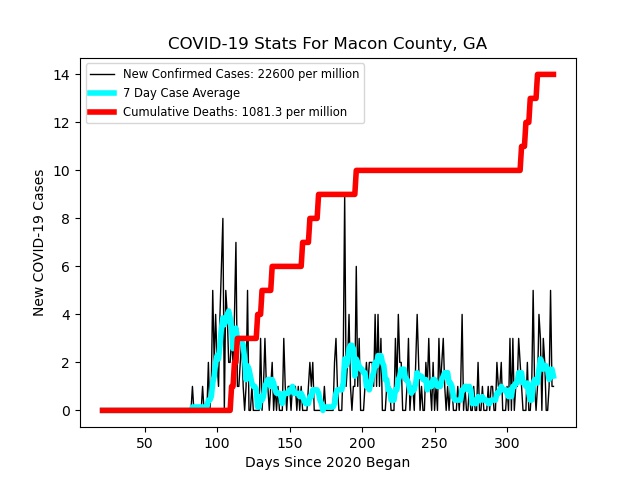 COVID-19 Stats For Macon County, GA
New Confirmed Cases: 22600 per million
7 Day Case Average
Cumulative Deaths: 1081.3 per million
New COVID-19 Cases
14
12
10
8
6
4
2
0
50
100
150
200
250
300
Days Since 2020 Began